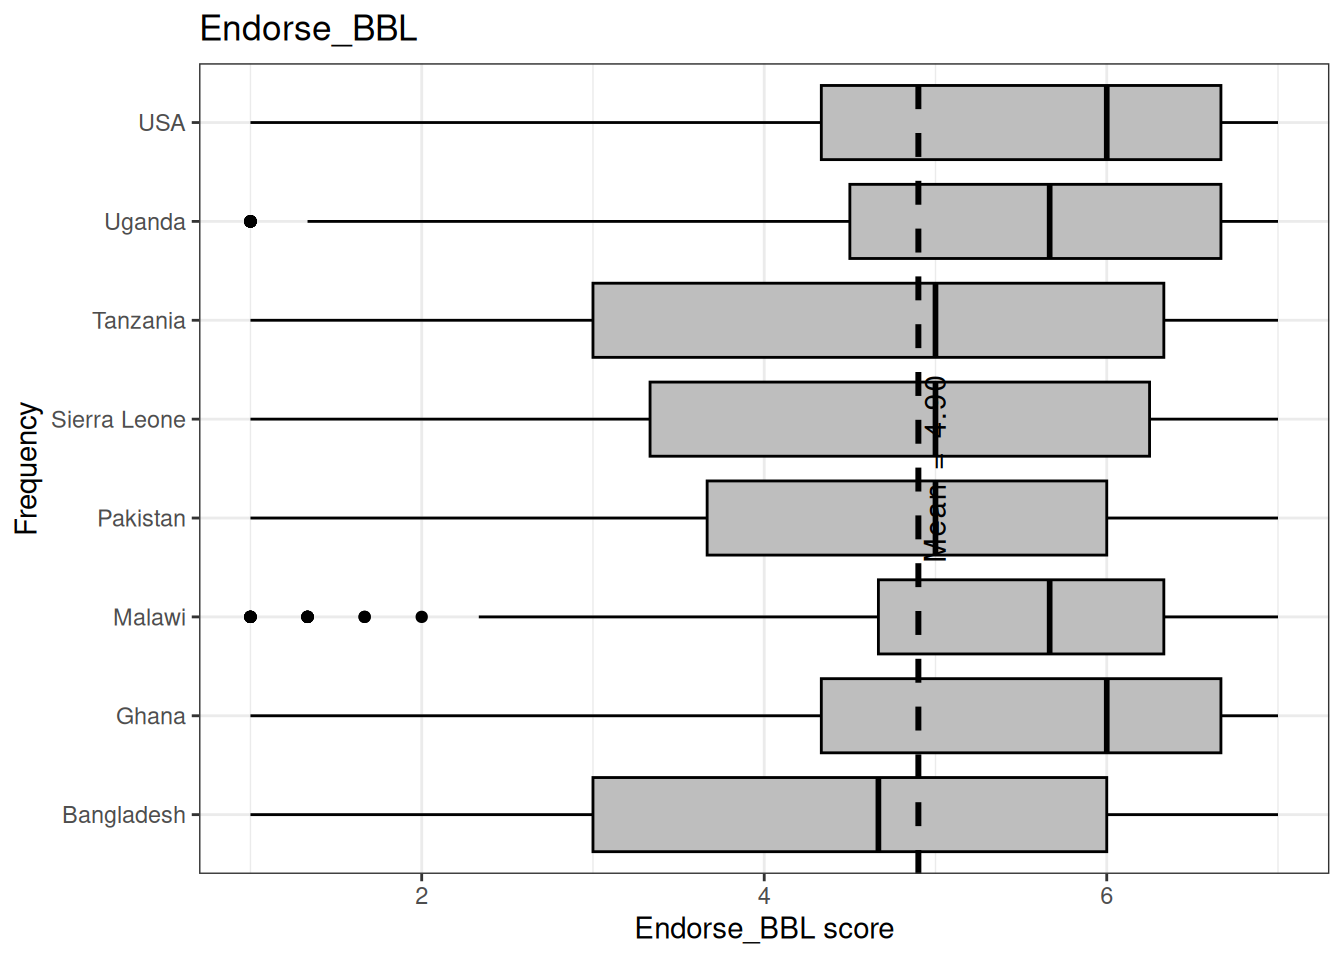 Endorse_BBL
USA
Uganda
Tanzania
Sierra Leone
Pakistan
Malawi
Ghana
Bangladesh
Frequency
Mean = 4.90
2 4 6
Endorse_BBL score